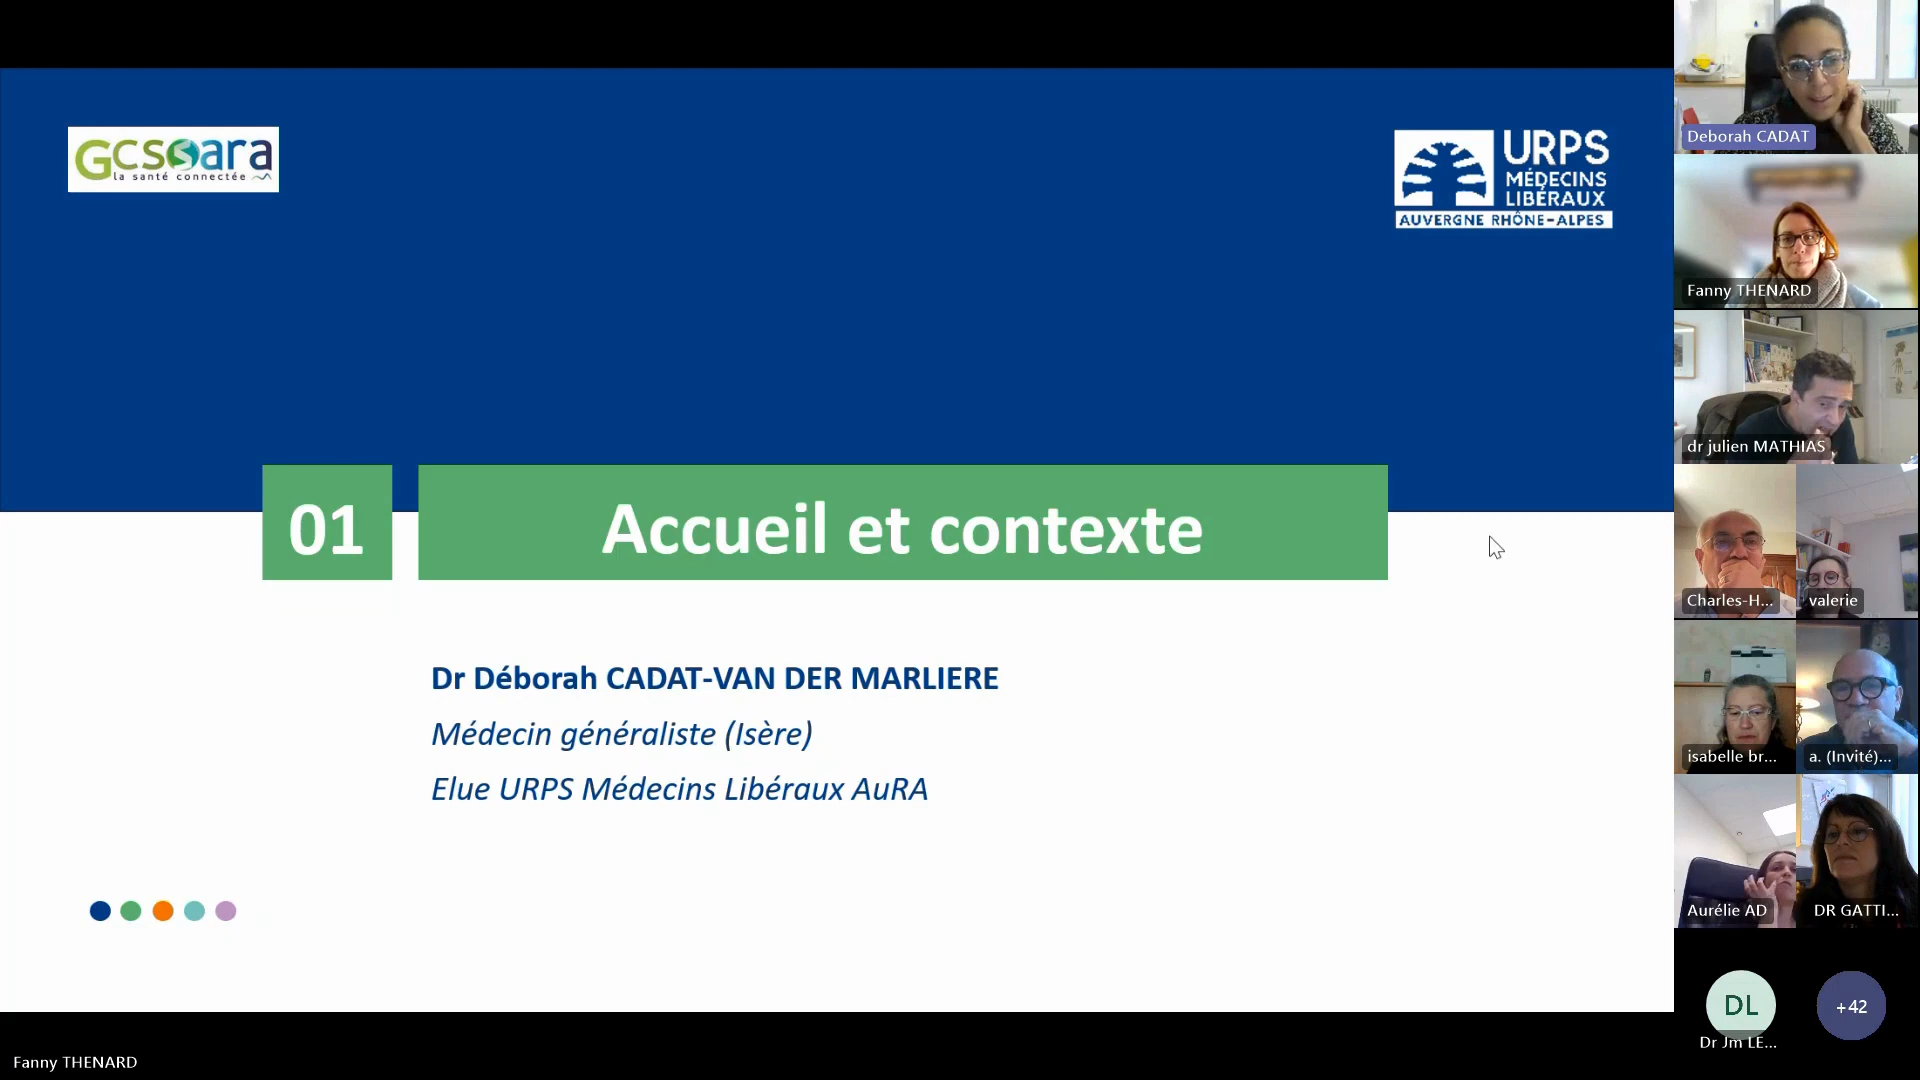 GCSsara
la santé connectée
URPS
MÉDECINS
LIBÉRAUX
AUVERGNE RHÔNE-ALPES
01
Accueil et contexte
Dr Déborah CADAT-VAN DER MARLIERE
Médecin généraliste (Isère)
Elue URPS Médecins Libéraux AuRA
Deborah CADAT
Fanny THENARD
dr julien MATHIAS
Charles-H...
valerie
isabelle br...
a. (Invité)...
Aurélie AD
DR GATTI...
DL
Dr Jm LE...
+42
Fanny THENARD